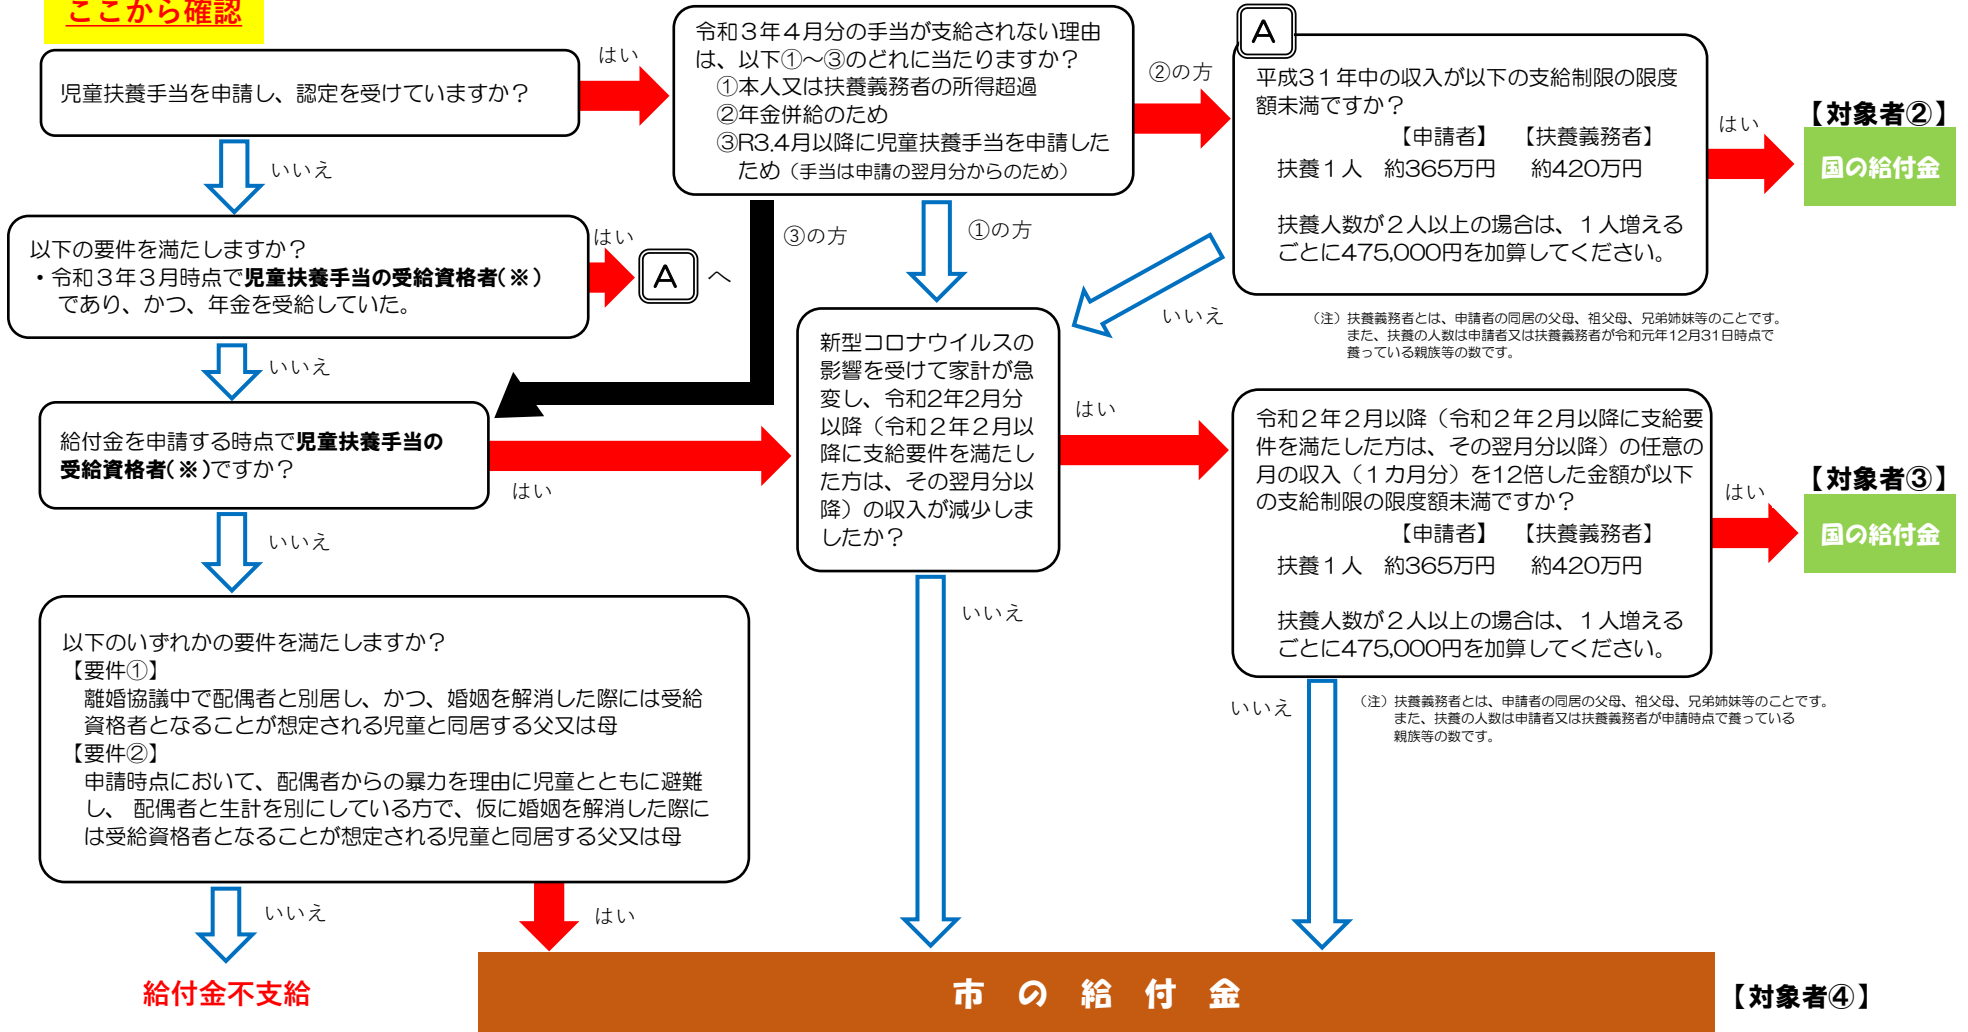 ここから確認
児童扶養手当を申請し、認定を受けていますか？
はい
いいえ
令和３年４月分の手当が支給されない理由
は、以下①～③のどれに当たりますか？
①本人又は扶養義務者の所得超過
②年金併給のため
③R3.4月以降に児童扶養手当を申請した
ため（手当は申請の翌月分からのため）
②の方
A
平成31年中の収入が以下の支給制限の限度
額未満ですか？
【申請者】　【扶養義務者】
扶養１人　約365万円　約420万円
扶養人数が２人以上の場合は、１人増える
ごとに475,000円を加算してください。
はい
【対象者②】
国の給付金
以下の要件を満たしますか？
・令和３年３月時点で児童扶養手当の受給資格者(※)
であり、かつ、年金を受給していた。
はい
A へ
③の方
①の方
いいえ
（注）扶養義務者とは、申請者の同居の父母、祖父母、兄弟姉妹等のことです。
また、扶養の人数は申請者又は扶養義務者が令和元年12月31日時点で
養っている親族等の数です。
いいえ
給付金を申請する時点で児童扶養手当の
受給資格者(※)ですか？
はい
新型コロナウイルスの
影響を受けて家計が急
変し、令和2年2月分
以降（令和２年２月以
降に支給要件を満たし
た方は、その翌月分以
降）の収入が減少しま
したか？
はい
令和２年２月以降（令和２年２月以降に支給要
件を満たした方は、その翌月分以降）の任意の
月の収入（１カ月分）を12倍した金額が以下
の支給制限の限度額未満ですか？
【申請者】　【扶養義務者】
扶養１人　約365万円　約420万円
扶養人数が２人以上の場合は、１人増える
ごとに475,000円を加算してください。
はい
【対象者③】
国の給付金
いいえ
以下のいずれかの要件を満たしますか？
【要件①】
離婚協議中で配偶者と別居し、かつ、婚姻を解消した際には受給
資格者となることが想定される児童と同居する父又は母
【要件②】
申請時点において、配偶者からの暴力を理由に児童とともに避難
し、 配偶者と生計を別にしている方で、仮に婚姻を解消した際に
は受給資格者となることが想定される児童と同居する父又は母
いいえ
いいえ
（注）扶養義務者とは、申請者の同居の父母、祖父母、兄弟姉妹等のことです。
また、扶養の人数は申請者又は扶養義務者が申請時点で養っている
親族等の数です。
いいえ
はい
給付金不支給
市の給付金
【対象者④】